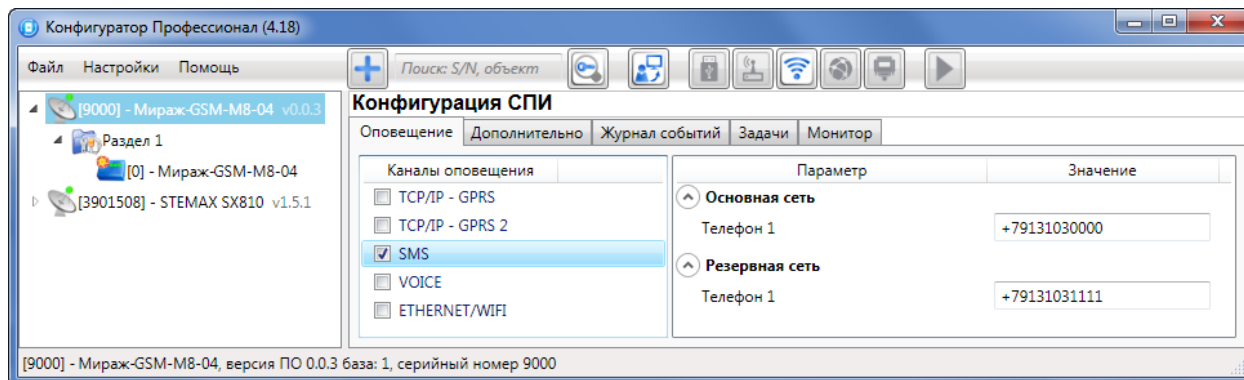 Конфигуратор Профессионал (4.18)
Файл Настройки Помощь
Поиск: S/N, объект
[9000] - Мираж-GSM-M8-04 v0.0.3
Раздел 1
[0] - Мираж-GSM-M8-04
[3901508] - STEMAX SX810 v1.5.1
Конфигурация СПИ
Оповещение Дополнительно Журнал событий Задачи Монитор
Каналы оповещения
TCP/IP - GPRS
TCP/IP - GPRS 2
SMS
VOICE
ETHERNET/WIFI
Параметр Значение
Основная сеть
Телефон 1 +79131030000
Резервная сеть
Телефон 1 +79131031111
[9000] - Мираж-GSM-M8-04, версия ПО 0.0.3 база: 1, серийный номер 9000